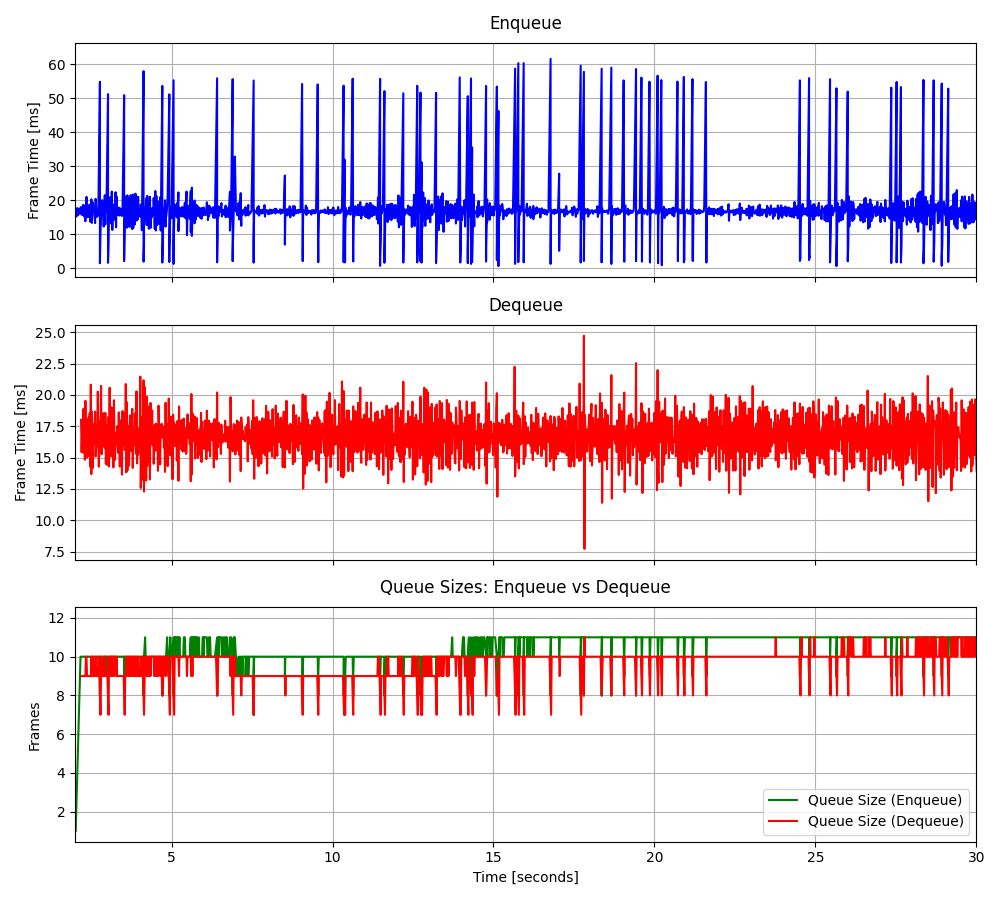 Enqueue
Frame Time [ms]
60
50
40
30
20
10
0
Dequeue
Frame Time [ms]
25.0
22.5
20.0
17.5
15.0
12.5
10.0
7.5
Queue Sizes: Enqueue vs Dequeue
Frames
12
10
8
6
4
2
Queue Size (Enqueue)
Queue Size (Dequeue)
5 10 15 20 25 30
Time [seconds]